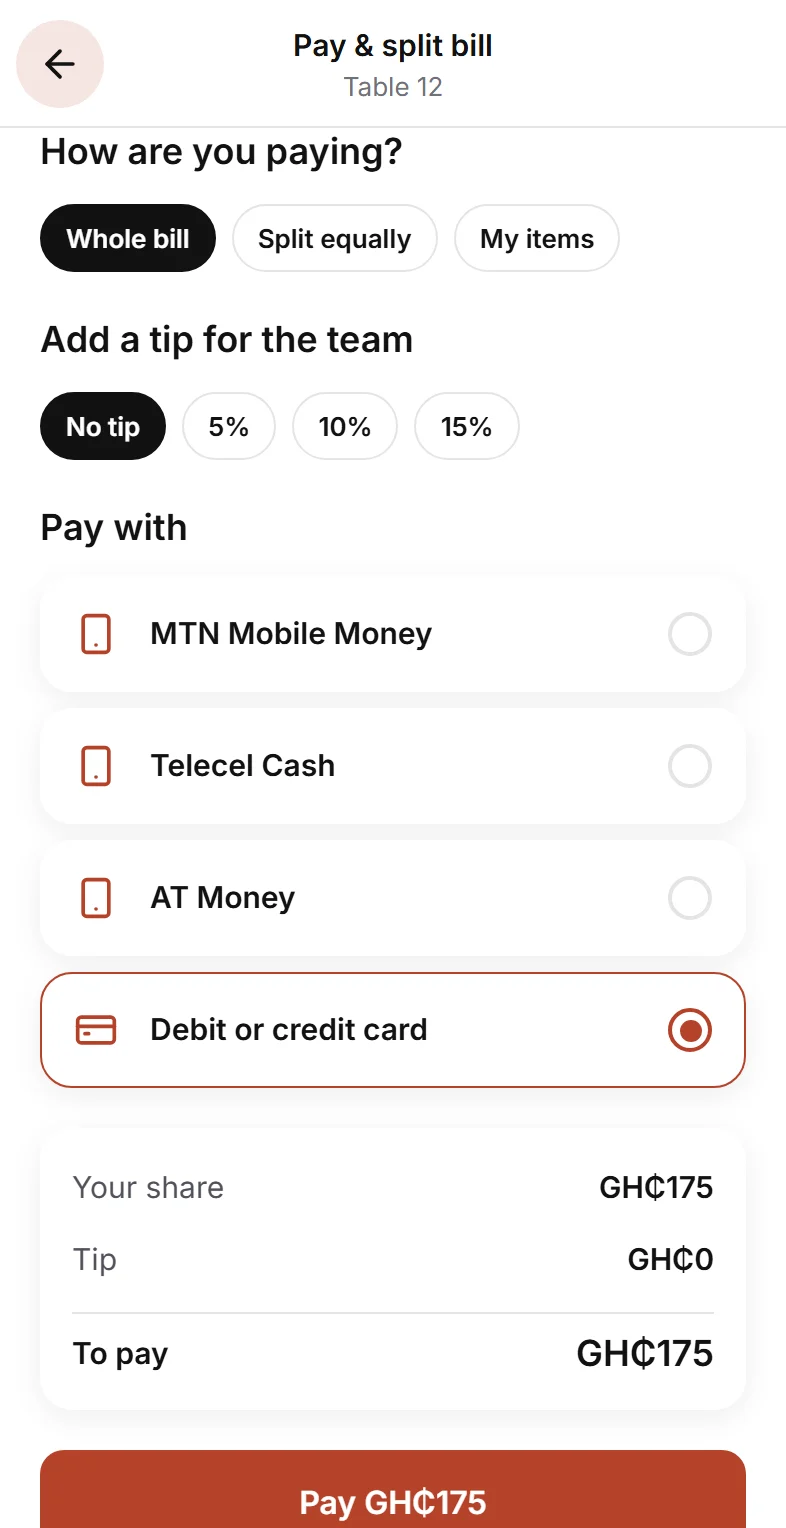 Pay & split bill
Table 12
How are you paying?
Whole bill
Split equally
My items
Add a tip for the team
No tip
5%
10%
15%
Pay with
MTN Mobile Money
Telecel Cash
AT Money
Debit or credit card
Your share GH₵175
Tip GH₵0
To pay GH₵175
Pay GH₵175